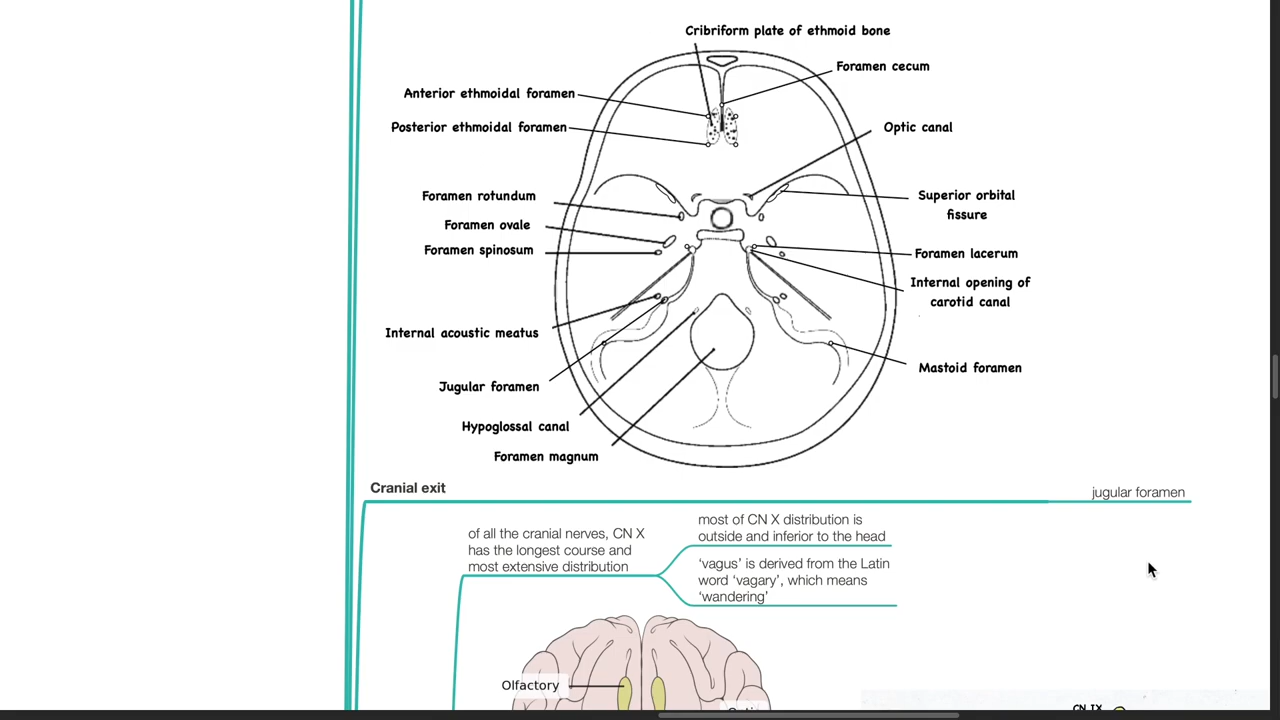 Cribriform plate of ethmoid bone
Foramen cecum
Anterior ethmoidal foramen
Posterior ethmoidal foramen
Optic canal
Foramen rotundum
Superior orbital
fissure
Foramen ovale
Foramen spinosum
Foramen lacerum
Internal opening of
carotid canal
Internal acoustic meatus
Mastoid foramen
Jugular foramen
Hypoglossal canal
Foramen magnum
Cranial exit
jugular foramen
of all the cranial nerves, CN X
has the longest course and
most extensive distribution
most of CN X distribution is
outside and inferior to the head
‘vagus’ is derived from the Latin
word ‘vagary’, which means
‘wandering’
Olfactory
CN IX